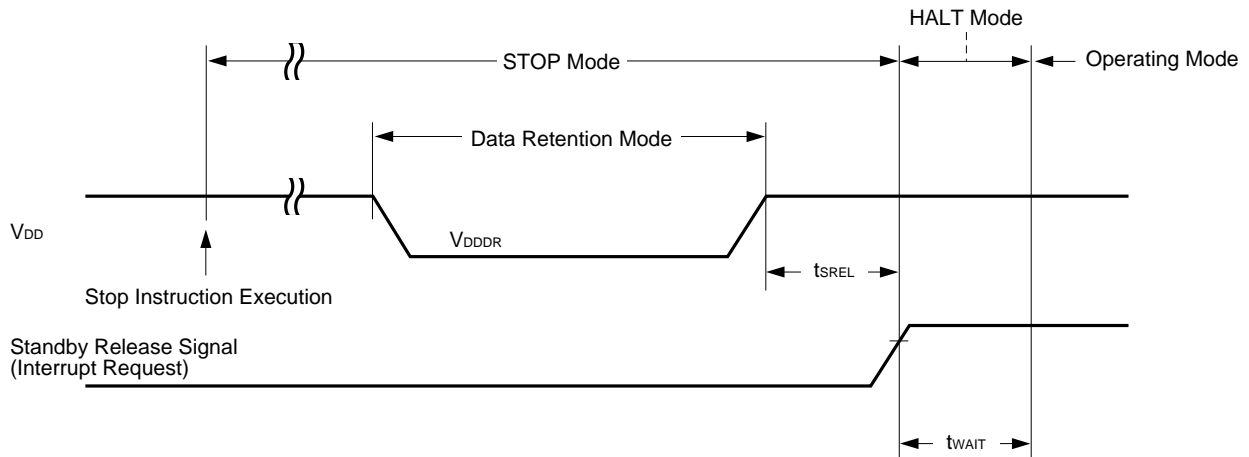 HALT Mode
STOP Mode
Operating Mode
Data Retention Mode
VDD
VDDDR
tSREL
Stop Instruction Execution
Standby Release Signal
(Interrupt Request)
tWAIT